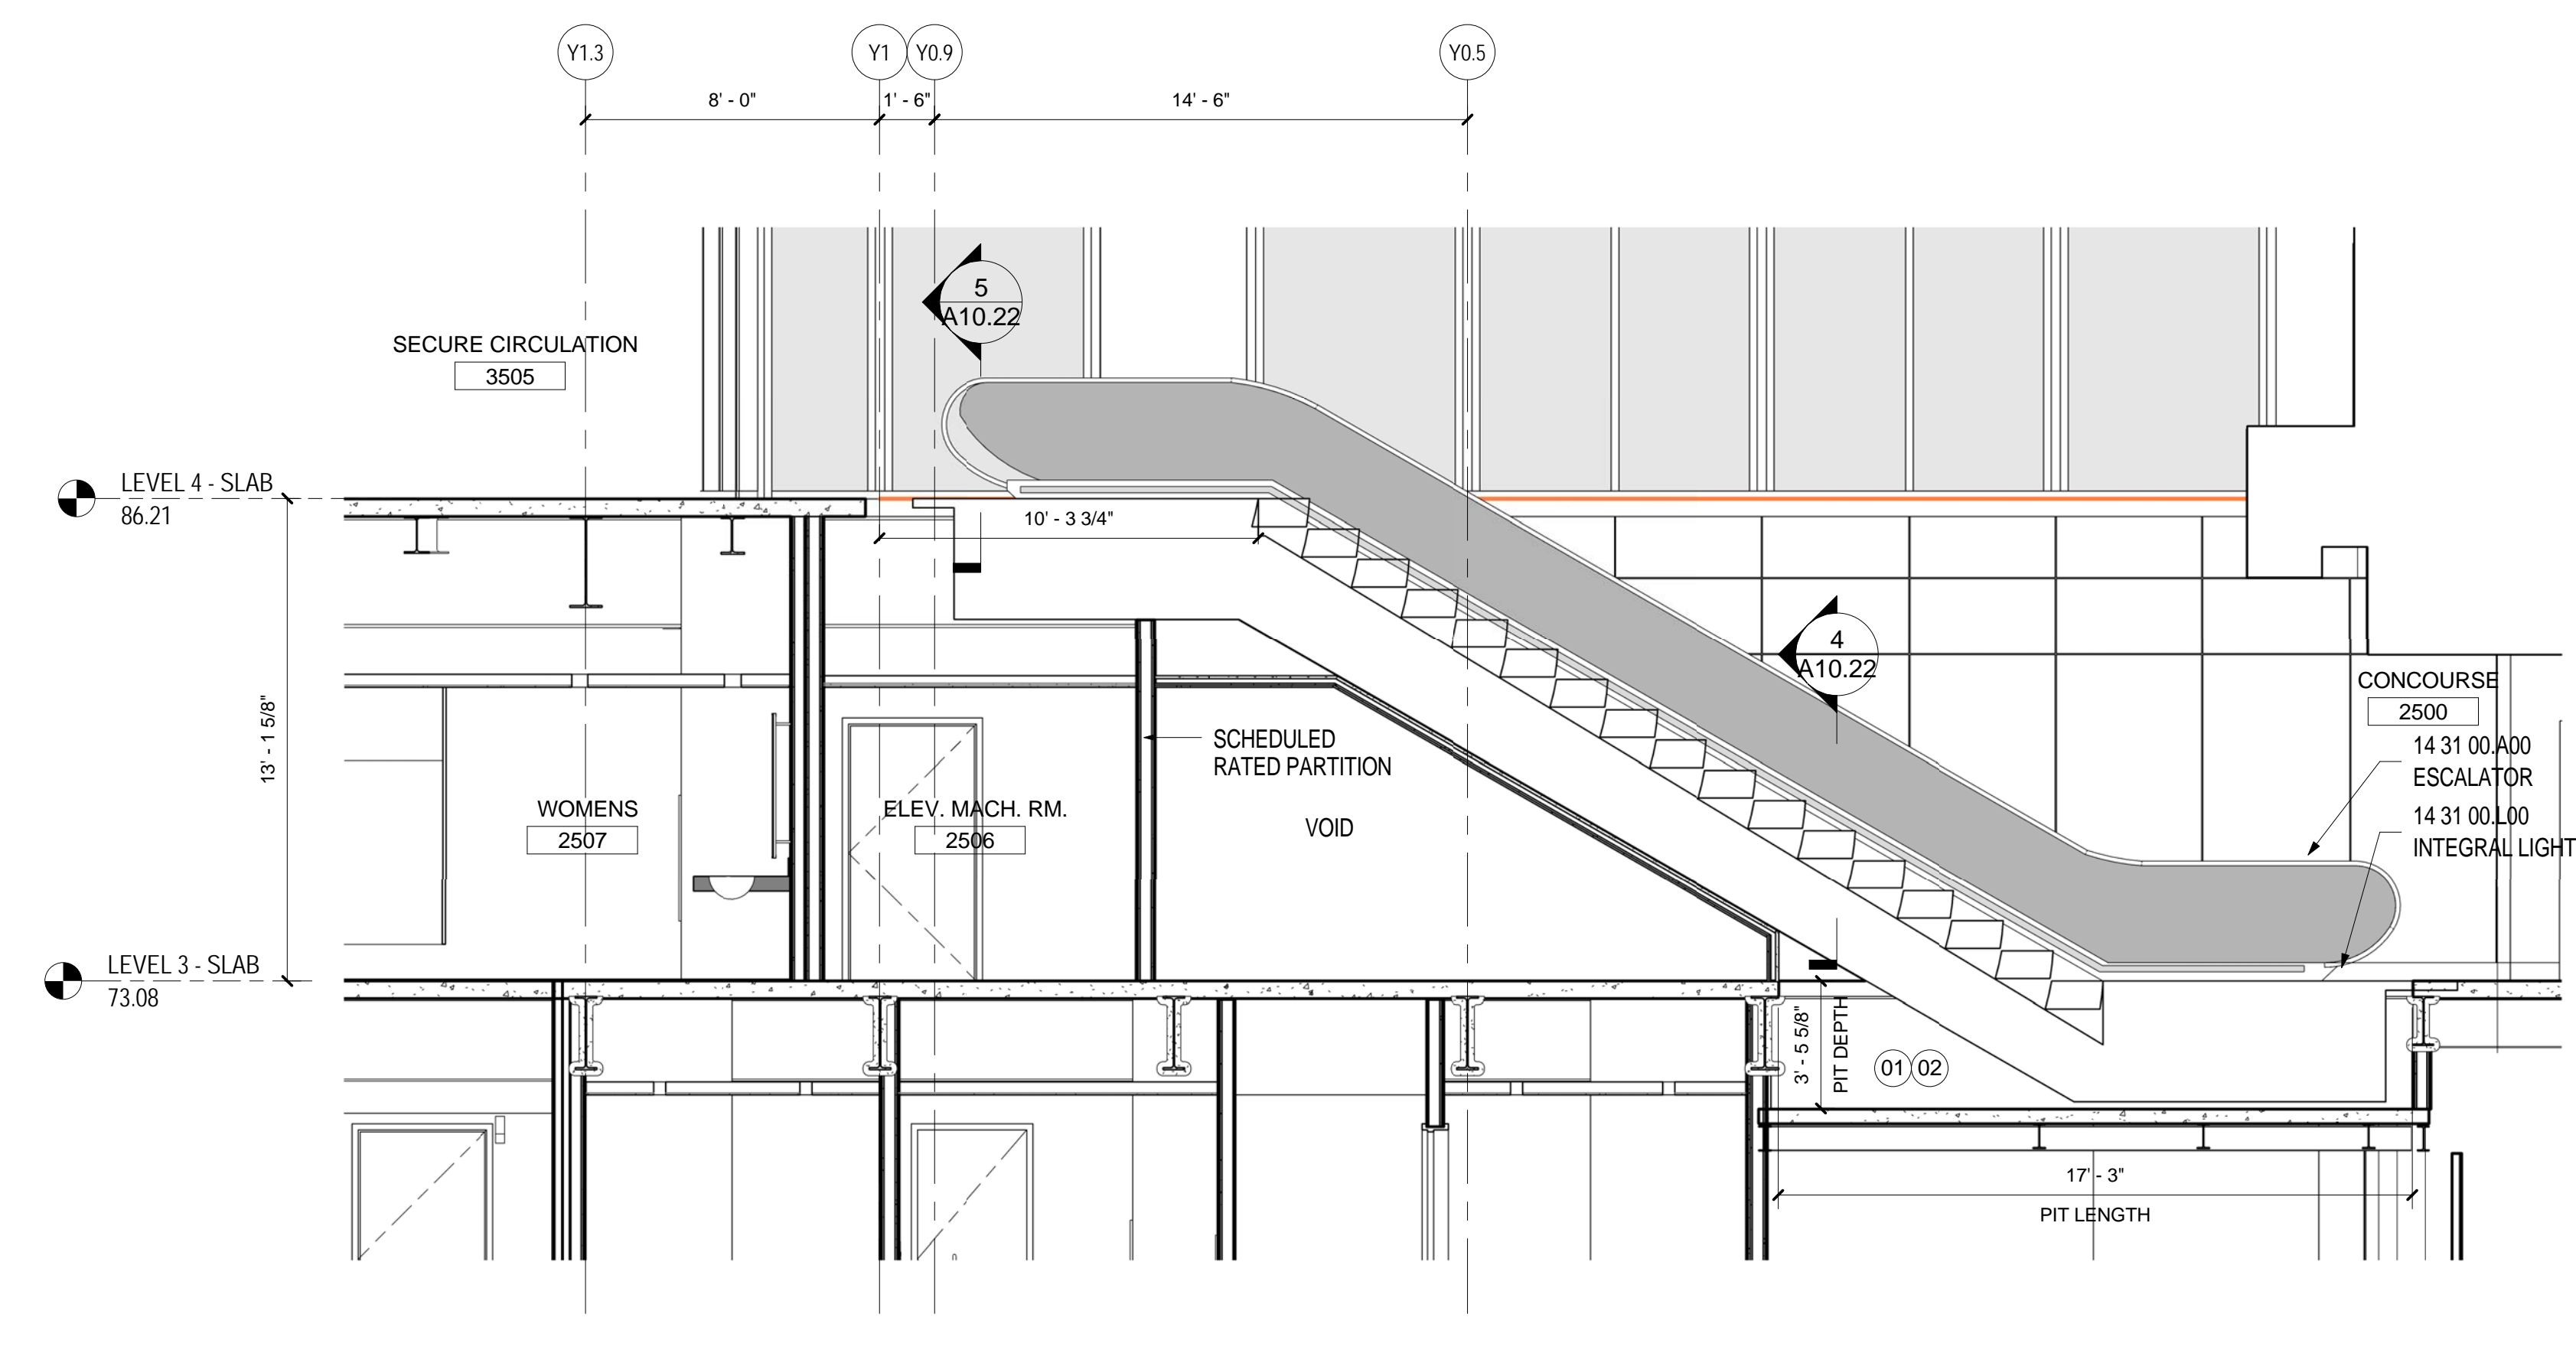 Y1.3
Y1
Y0.9
Y0.5
8' - 0"
1' - 6"
14' - 6"
5
A10.22
SECURE CIRCULATION
3505
LEVEL 4 - SLAB
86.21
10' - 3 3/4"
4
A10.22
CONCOURSE
2500
14 31 00.A00
ESCALATOR
14 31 00.L00
INTEGRAL LIGHT
13' - 1 5/8"
SCHEDULED
RATED PARTITION
WOMENS
2507
ELEV. MACH. RM.
2506
VOID
LEVEL 3 - SLAB
73.08
3' - 5 5/8"
PIT DEPTH
01
02
17' - 3"
PIT LENGTH